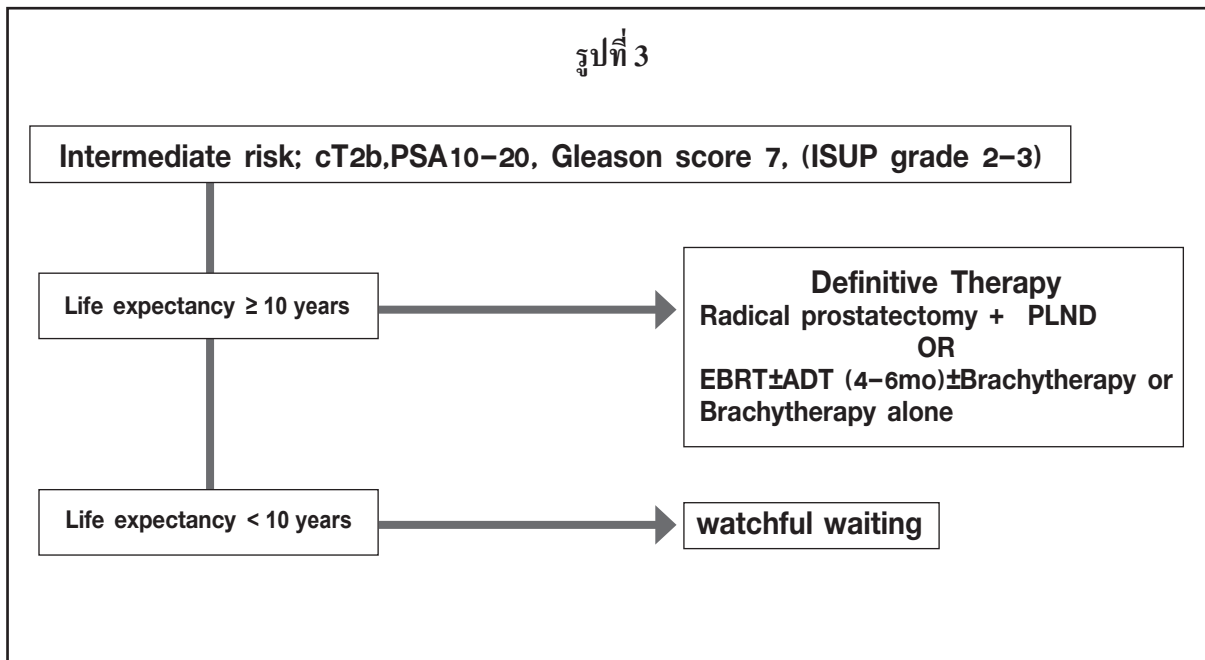 รูปที่ 3
Intermediate risk; cT2b,PSA10-20, Gleason score 7, (ISUP grade 2-3)
Life expectancy ≥ 10 years
Definitive Therapy
Radical prostatectomy + PLND
OR
EBRT±ADT (4-6mo)±Brachytherapy or
Brachytherapy alone
Life expectancy < 10 years
watchful waiting